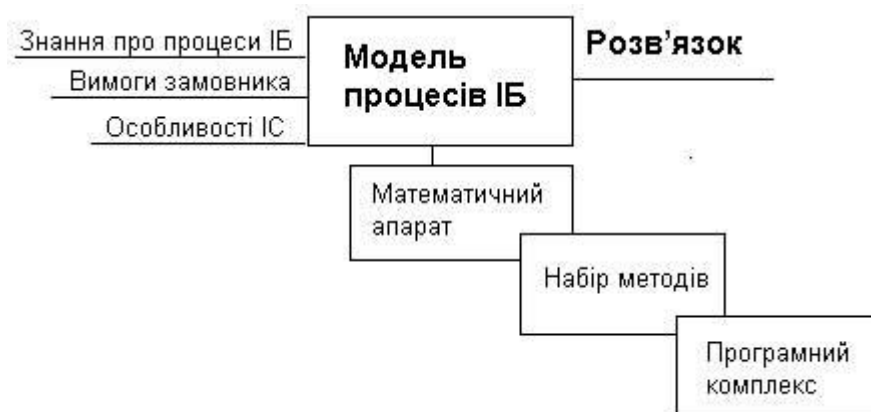 Знання про процеси ІБ
Вимоги замовника
Особливості ІС
Модель
процесів ІБ
Розв’язок
Математичний
апарат
Набір методів
Програмний
комплекс